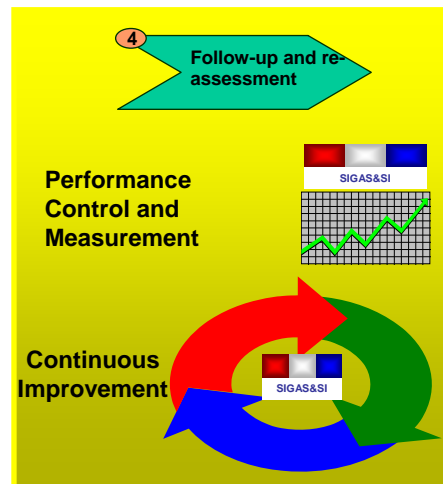 4
Follow-up and re-
assessment
SIGAS&SI
Performance
Control and
Measurement
Continuous
Improvement
SIGAS&SI